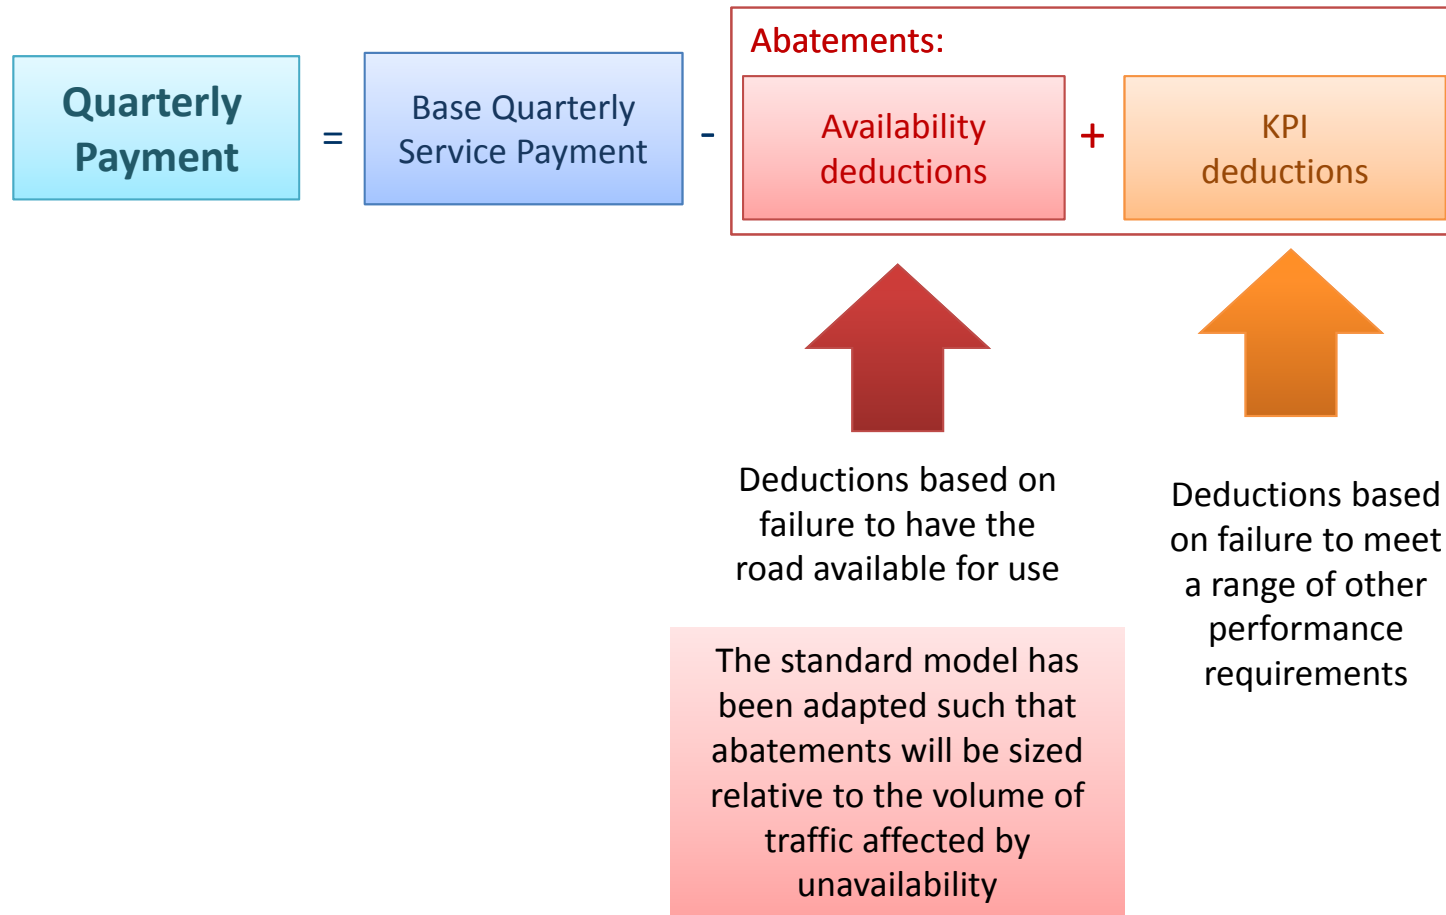 Abatements:
Quarterly
Payment
=
Base Quarterly
Service Payment
-
Availability
deductions
+
KPI
deductions
Deductions based on
failure to have the
road available for use
Deductions based
on failure to meet
a range of other
performance
requirements
The standard model has
been adapted such that
abatements will be sized
relative to the volume of
traffic affected by
unavailability